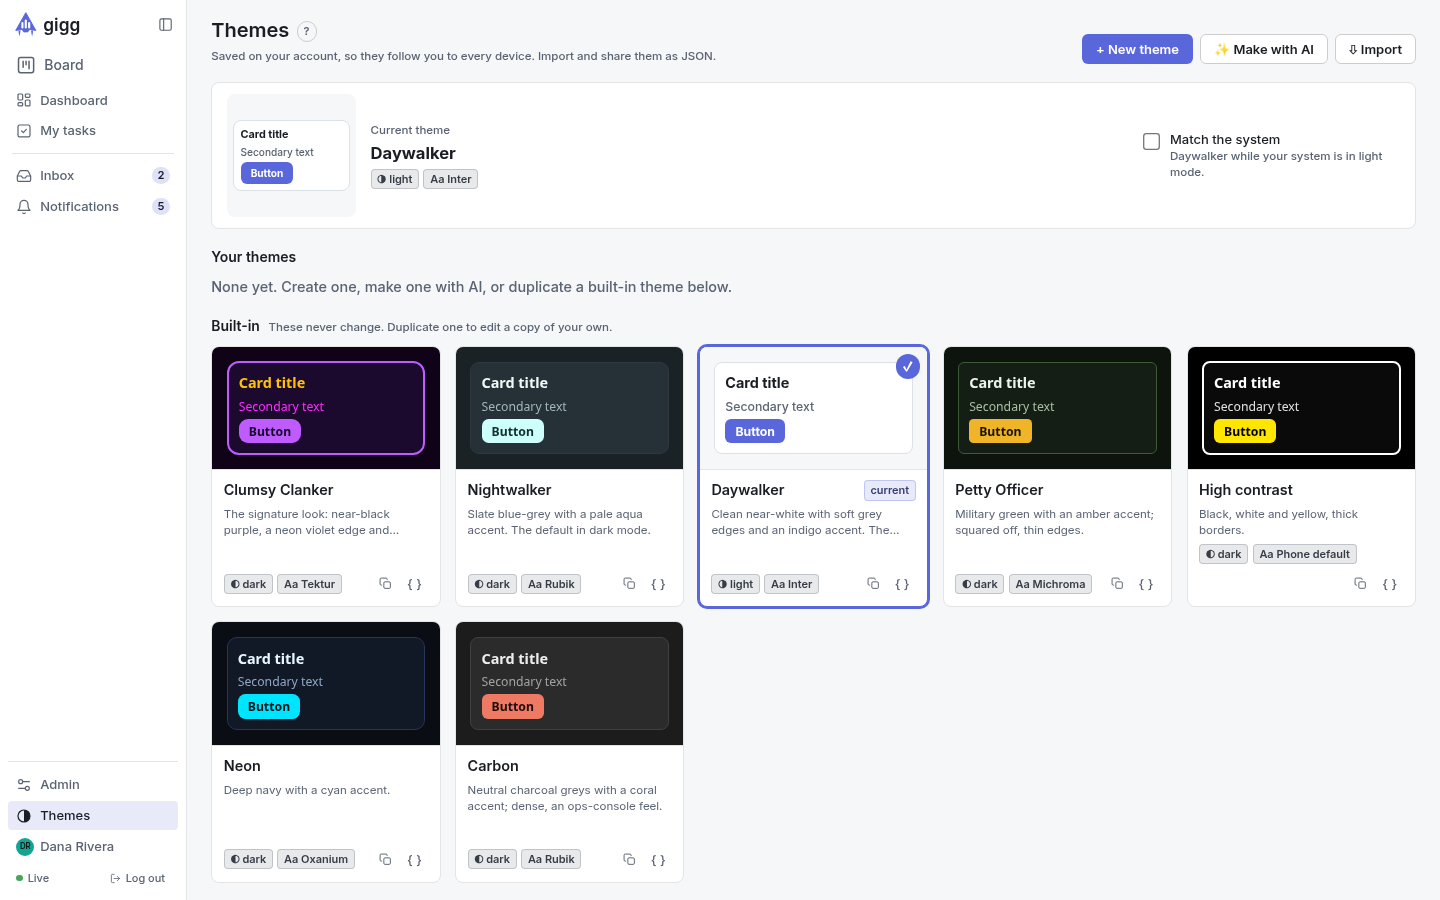 gigg
Board
Dashboard
My tasks
Inbox 2
Notifications 5
Admin
Themes
DR Dana Rivera
Live Log out
Themes ?
Saved on your account, so they follow you to every device. Import and share them as JSON.
+ New theme
✨ Make with AI
⇩ Import
Card title
Secondary text
Button
Current theme
Daywalker
light Aa Inter
Match the system
Daywalker while your system is in light
mode.
Your themes
None yet. Create one, make one with AI, or duplicate a built-in theme below.
Built-in These never change. Duplicate one to edit a copy of your own.
Card title
Secondary text
Button
Clumsy Clanker
The signature look: near-black
purple, a neon violet edge and...
dark Aa Tektur { }
Card title
Secondary text
Button
Nightwalker
Slate blue-grey with a pale aqua
accent. The default in dark mode.
dark Aa Rubik { }
Card title
Secondary text
Button
Daywalker current
Clean near-white with soft grey
edges and an indigo accent. The...
light Aa Inter { }
Card title
Secondary text
Button
Petty Officer
Military green with an amber accent;
squared off, thin edges.
dark Aa Michroma { }
Card title
Secondary text
Button
High contrast
Black, white and yellow, thick
borders.
dark Aa Phone default
{ }
Card title
Secondary text
Button
Neon
Deep navy with a cyan accent.
dark Aa Oxanium { }
Card title
Secondary text
Button
Carbon
Neutral charcoal greys with a coral
accent; dense, an ops-console feel.
dark Aa Rubik { }